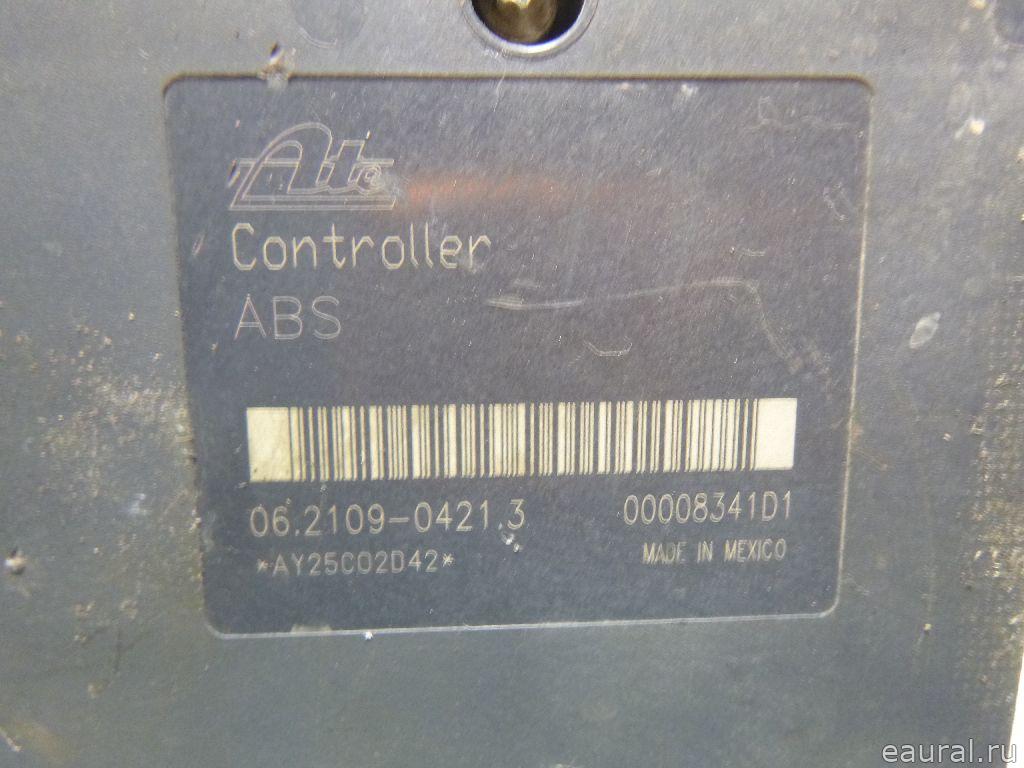 Ate
Controller
ABS
06.2109-0421.3 00008341D1
*AY25C02D42* MADE IN MEXICO
eaural.ru